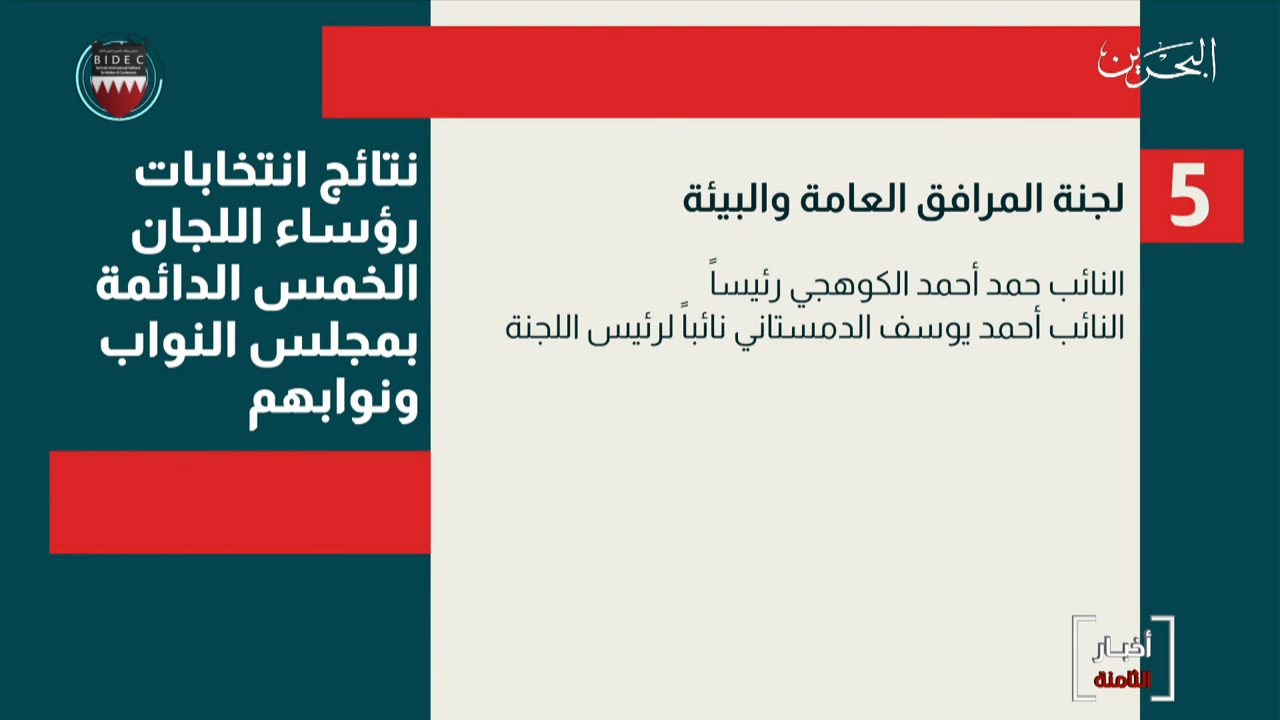 البحرين
BIDEC
نتائج انتخابات
رؤساء اللجان
الخمس الدائمة
بمجلس النواب
ونوابهم
5
لجنة المرافق العامة والبيئة
النائب حمد أحمد الكوهجي رئيساً
النائب أحمد يوسف الدمستاني نائباً لرئيس اللجنة
أخبار
الثامنة